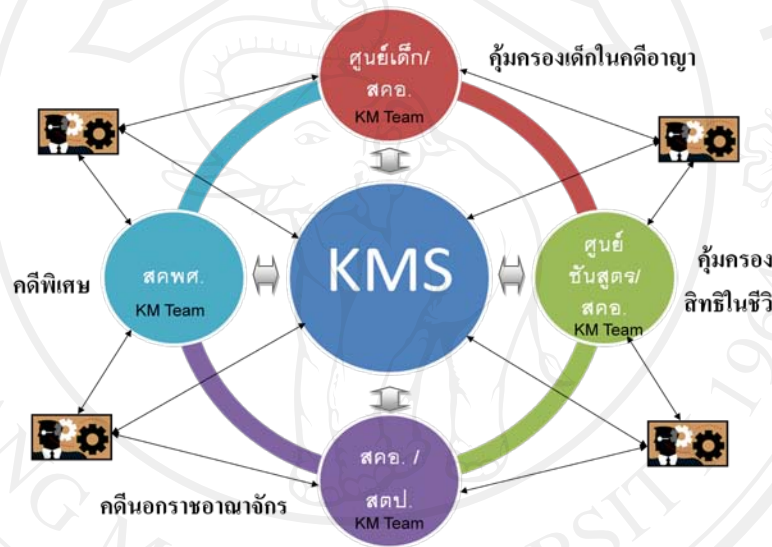 ศูนย์เด็ก/
สคอ.
KM Team
คุ้มครองเด็กในคดีอาญา
KMS
สคพศ.
KM Team
คดีพิเศษ
ศูนย์
ชันสูตร/
สคอ.
KM Team
คุ้มครอง
สิทธิในชีวิ
สคอ. /
สตป.
KM Team
คดีนอกราชอาณาจักร